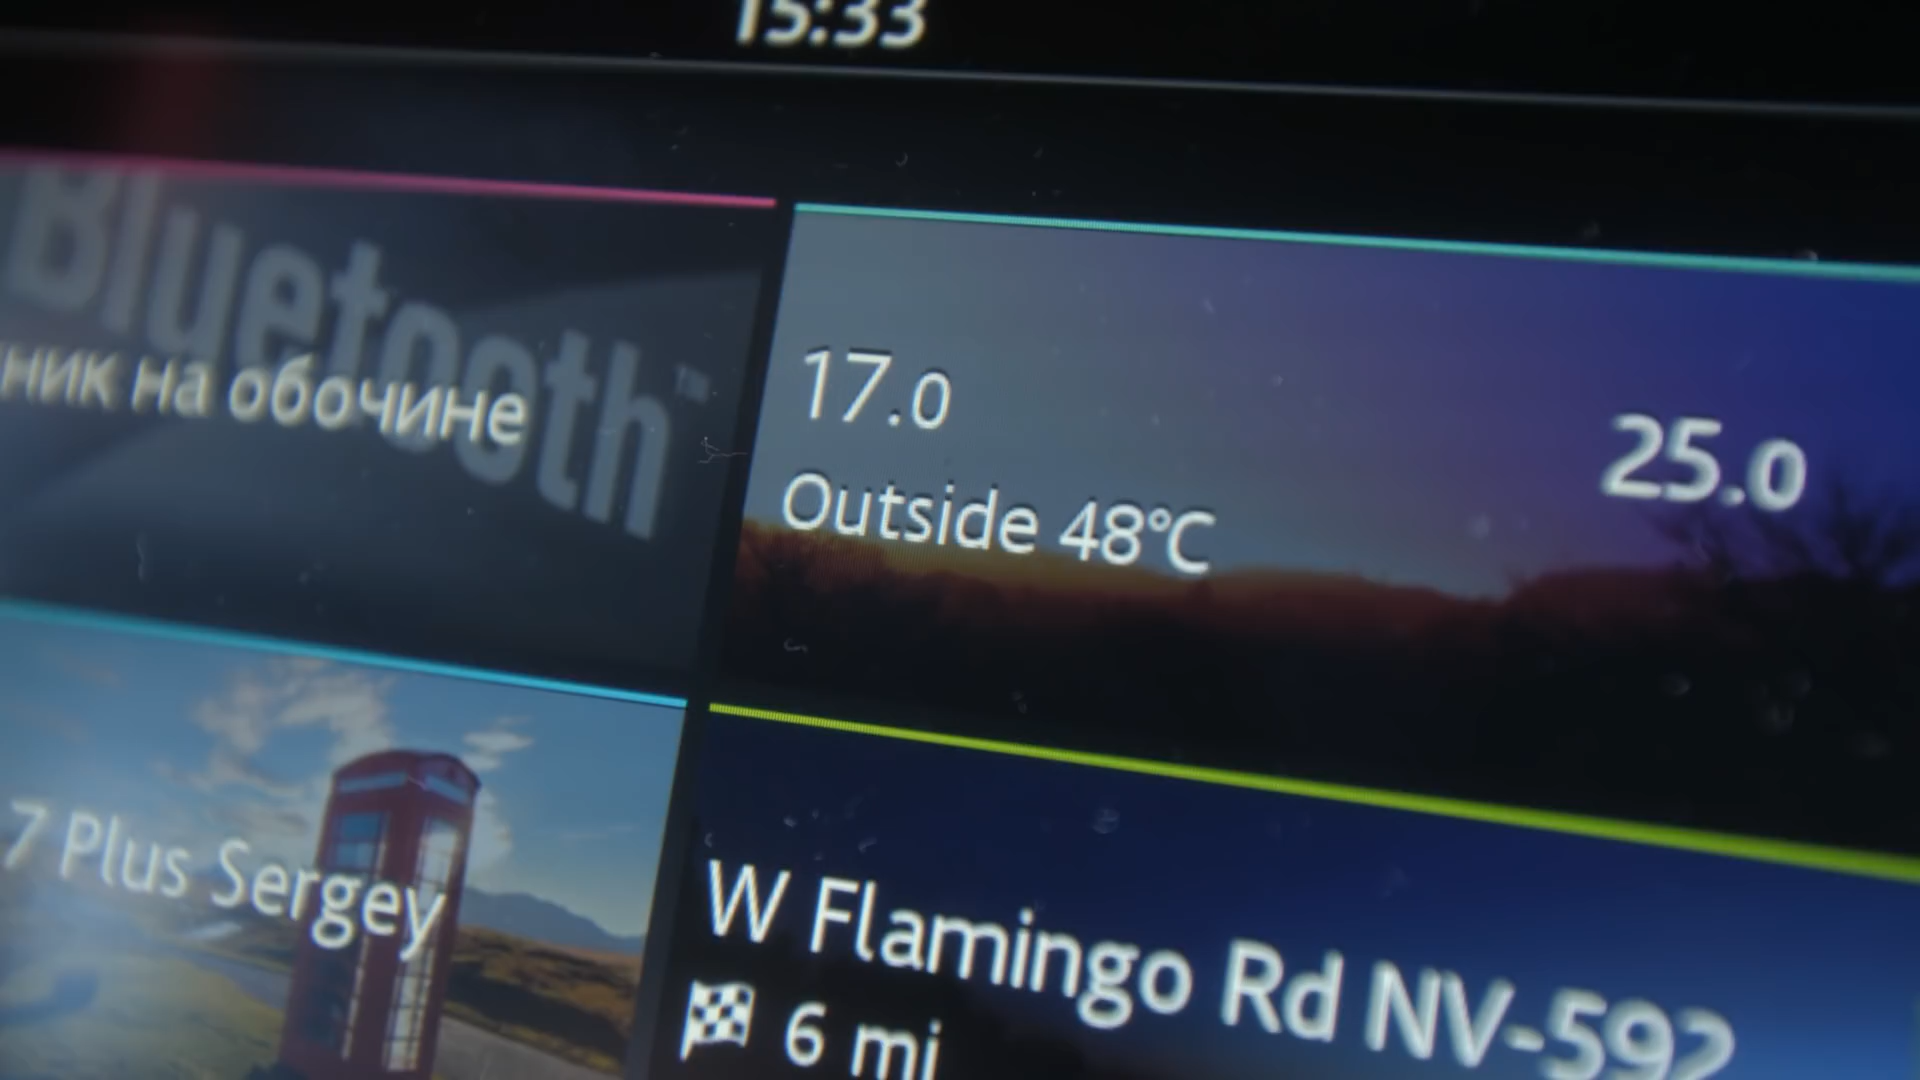 15:33
Bluetooth™
ник на обочине
17.0
25.0
Outside 48°C
7 Plus Sergey
W Flamingo Rd NV-592
6 mi